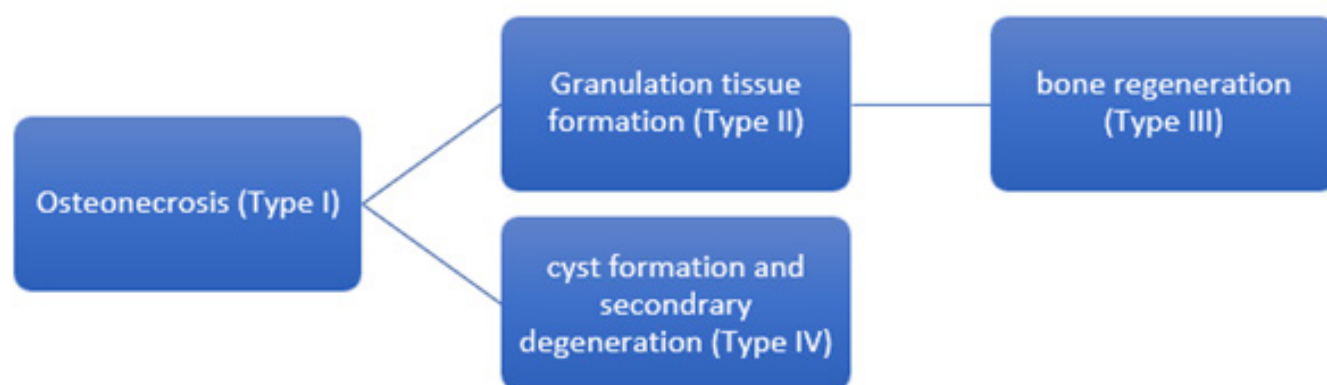 Osteonecrosis (Type I)
Granulation tissue
formation (Type II)
bone regeneration
(Type III)
cyst formation and
secondrary
degeneration (Type IV)